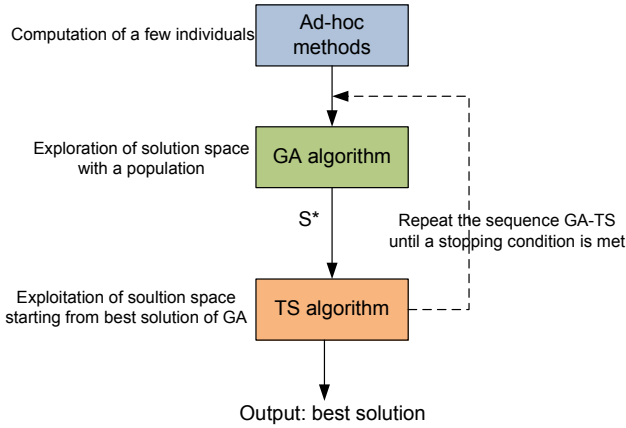 Computation of a few individuals
Ad-hoc
methods
Exploration of solution space
with a population
GA algorithm
S*
Repeat the sequence GA-TS
until a stopping condition is met
Exploitation of soultion space
starting from best solution of GA
TS algorithm
Output: best solution